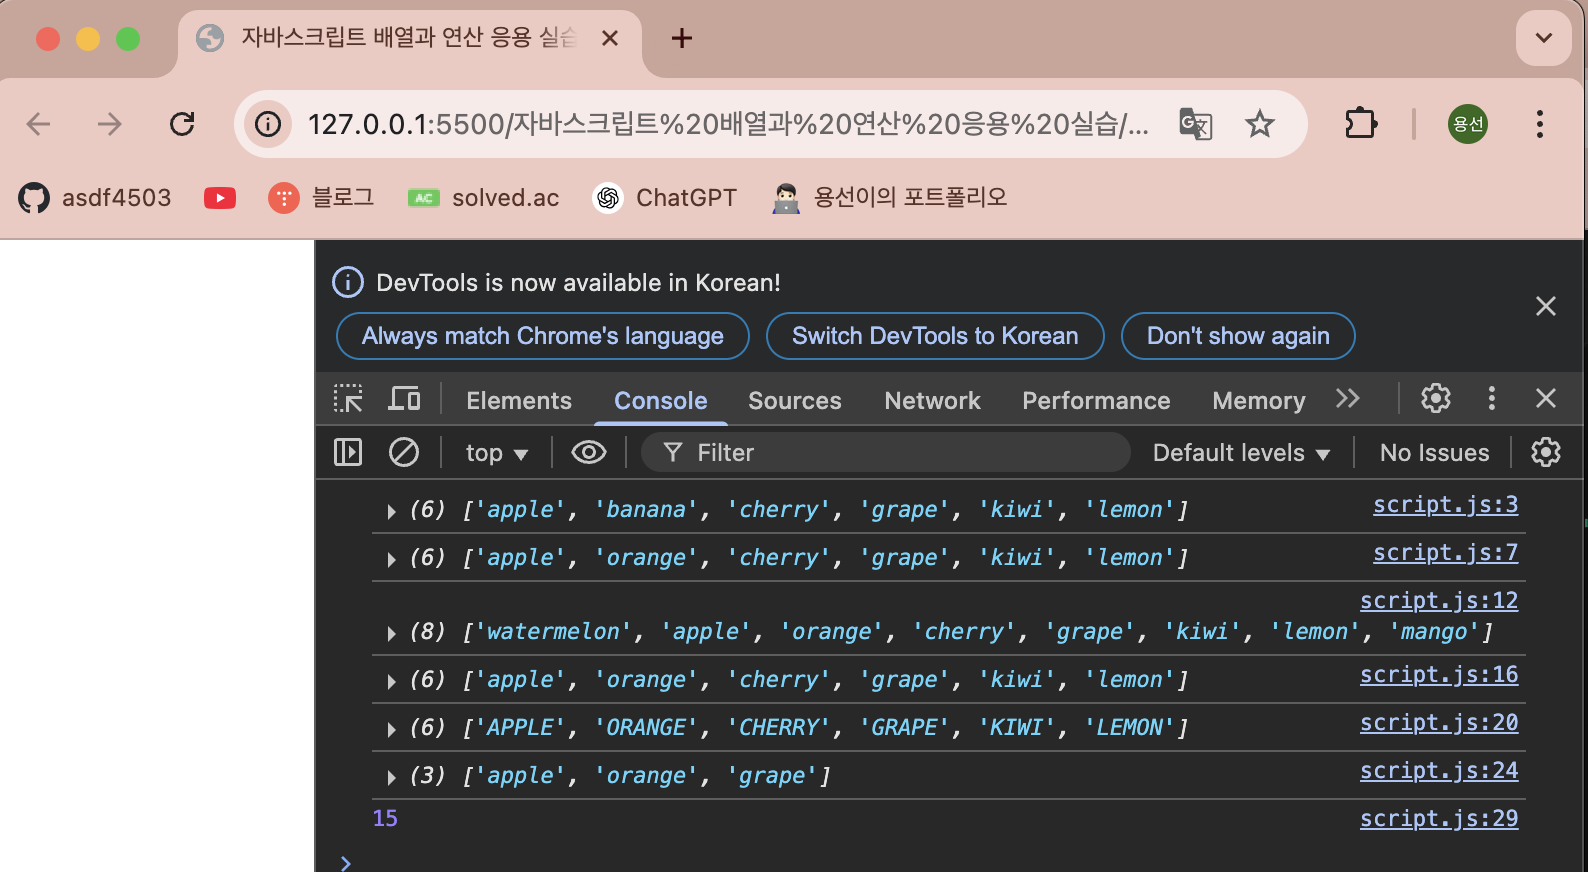 자바스크립트 배열과 연산 응용 실습
127.0.0.1:5500/자바스크립트%20배열과%20연산%20응용%20실습/...
용선
asdf4503
블로그
AC
solved.ac
ChatGPT
용선이의 포트폴리오
DevTools is now available in Korean!
Always match Chrome's language
Switch DevTools to Korean
Don't show again
Elements
Console
Sources
Network
Performance
Memory
top
Filter
Default levels
No Issues
(6) ['apple', 'banana', 'cherry', 'grape', 'kiwi', 'lemon'] script.js:3
(6) ['apple', 'orange', 'cherry', 'grape', 'kiwi', 'lemon'] script.js:7
script.js:12
(8) ['watermelon', 'apple', 'orange', 'cherry', 'grape', 'kiwi', 'lemon', 'mango']
(6) ['apple', 'orange', 'cherry', 'grape', 'kiwi', 'lemon'] script.js:16
(6) ['APPLE', 'ORANGE', 'CHERRY', 'GRAPE', 'KIWI', 'LEMON'] script.js:20
(3) ['apple', 'orange', 'grape'] script.js:24
15 script.js:29